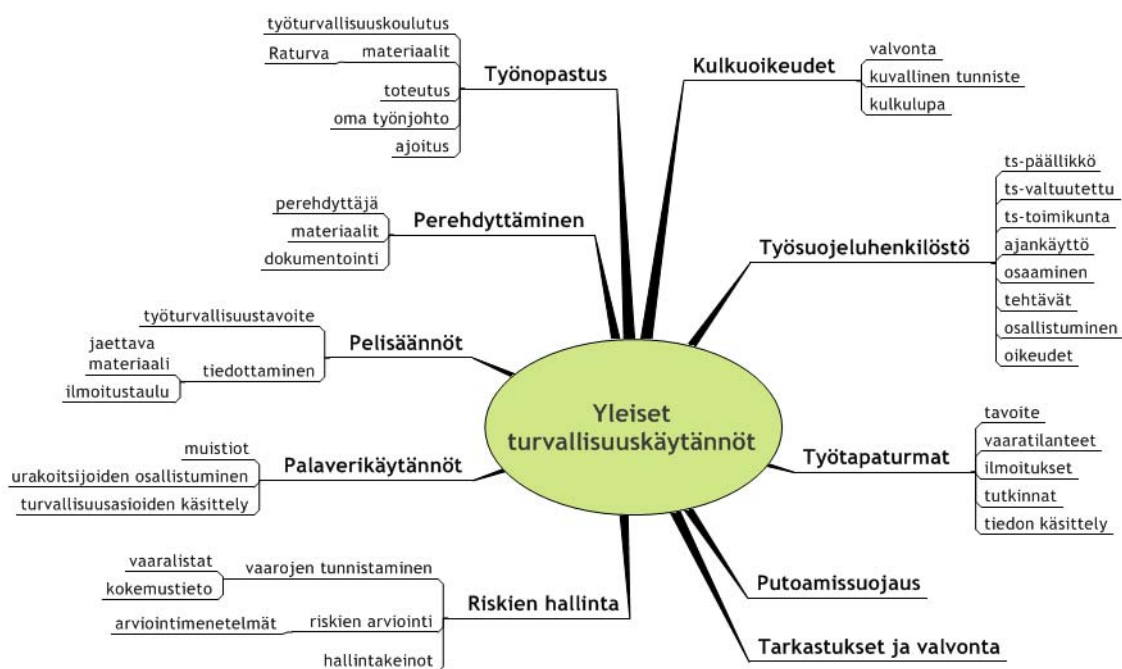 työturvallisuuskoulutus
Raturva
materiaalit
toteutus
oma työnjohto
ajoitus
Työnopastus
Kulkuoikeudet
valvonta
kuvallinen tunniste
kulkulupa
perehdyttäjä
materiaalit
dokumentointi
Perehdyttäminen
Työsuojeluhenkilöstö
ts-päällikkö
ts-valtuutettu
ts-toimikunta
ajankäyttö
osaaminen
tehtävät
osallistuminen
oikeudet
työturvallisuustavoite
jaettava
materiaali
ilmoitustaulu
tiedottaminen
Pelisäännöt
Yleiset
turvallisuuskäytännöt
muistiot
urakoitsijoiden osallistuminen
turvallisuusasioiden käsittely
Palaverikäytännöt
Työtapaturmat
tavoite
vaaratilanteet
ilmoitukset
tutkinnat
tiedon käsittely
vaaralistat
kokemustieto
vaarojen tunnistaminen
arviointimenetelmät
riskien arviointi
hallintakeinot
Riskien hallinta
Putoamissuojaus
Tarkastukset ja valvonta